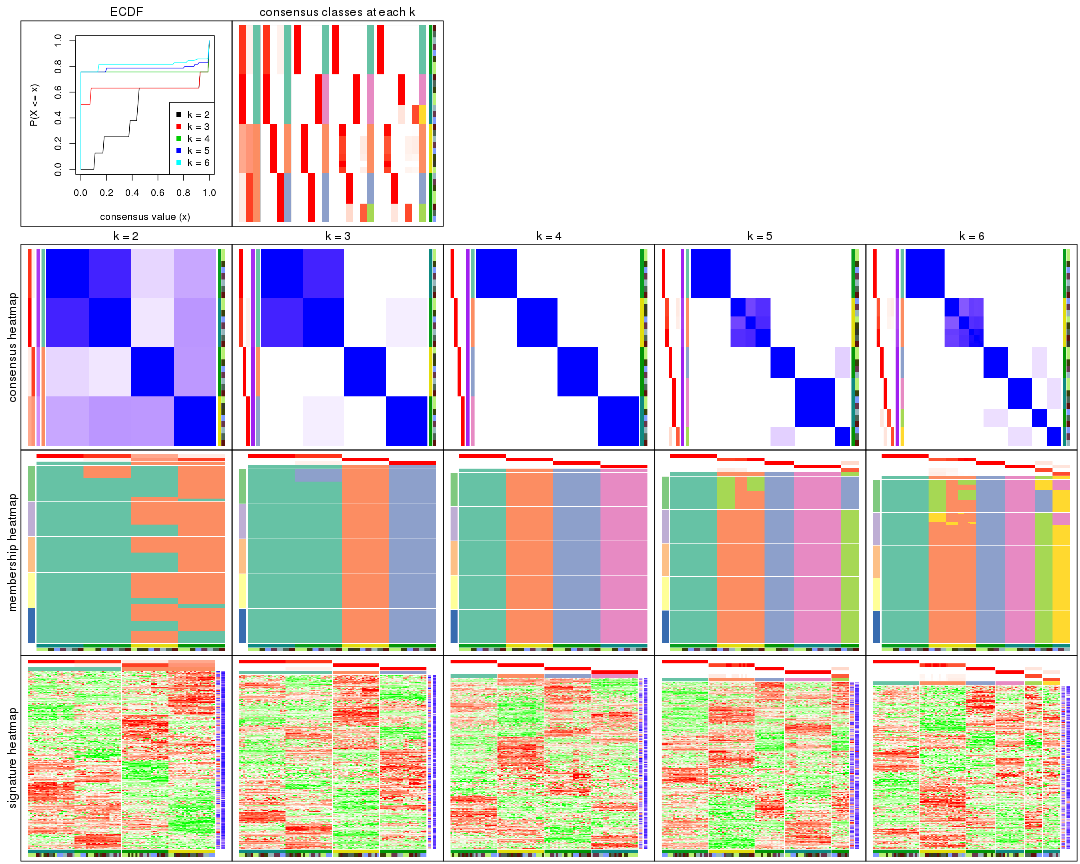 ECDF
consensus classes at each k
P(X <= x)
1.0
0.8
0.6
0.4
0.2
0.0
k = 2
k = 3
k = 4
k = 5
k = 6
0.0 0.2 0.4 0.6 0.8 1.0
consensus value (x)
k = 2
k = 3
k = 4
k = 5
k = 6
consensus heatmap
membership heatmap
signature heatmap